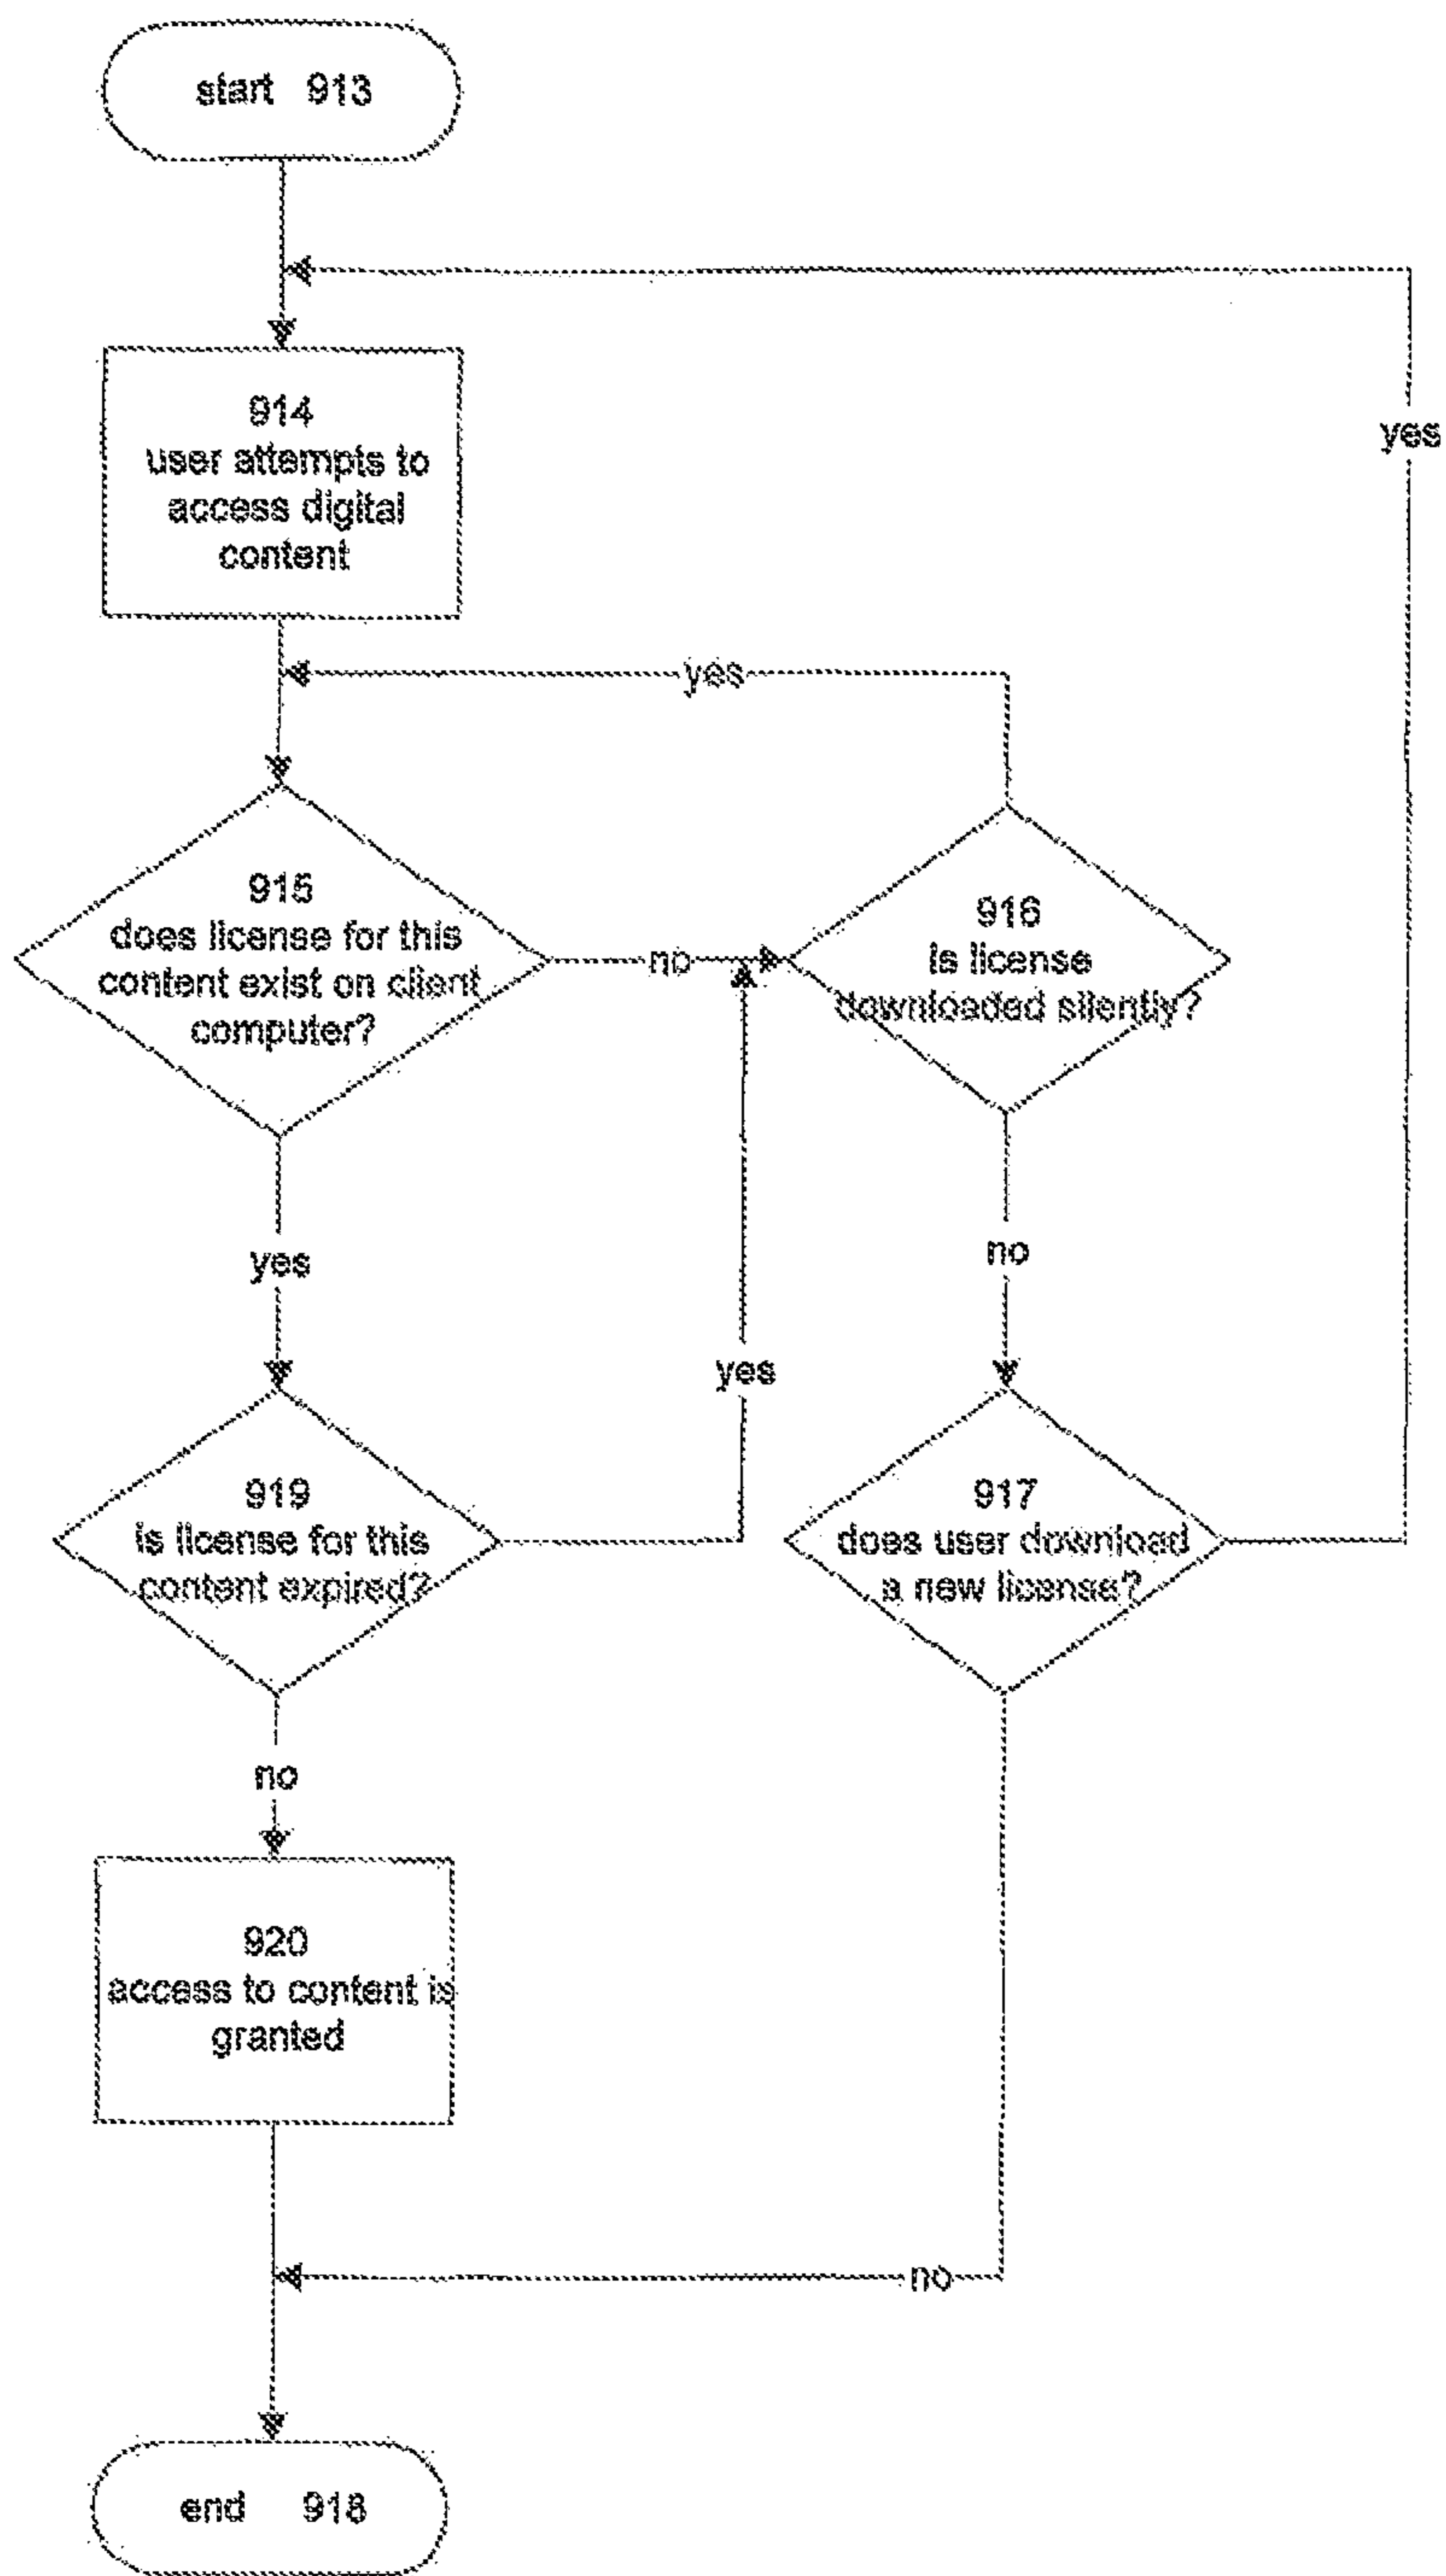 start 913
914
user attempts to
access digital
content
yes
yes
915
does license for this
content exist on client
computer?
no
916
is license
downloaded silently?
yes
no
yes
919
is license for this
content expired?
917
does user download
a new license?
no
920
access to content is
granted
no
end 918